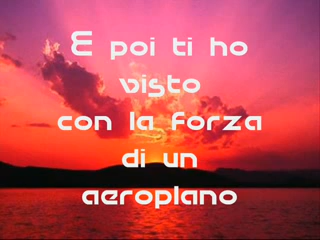 E poi ti ho
visto
con la forza
di un
aeroplano